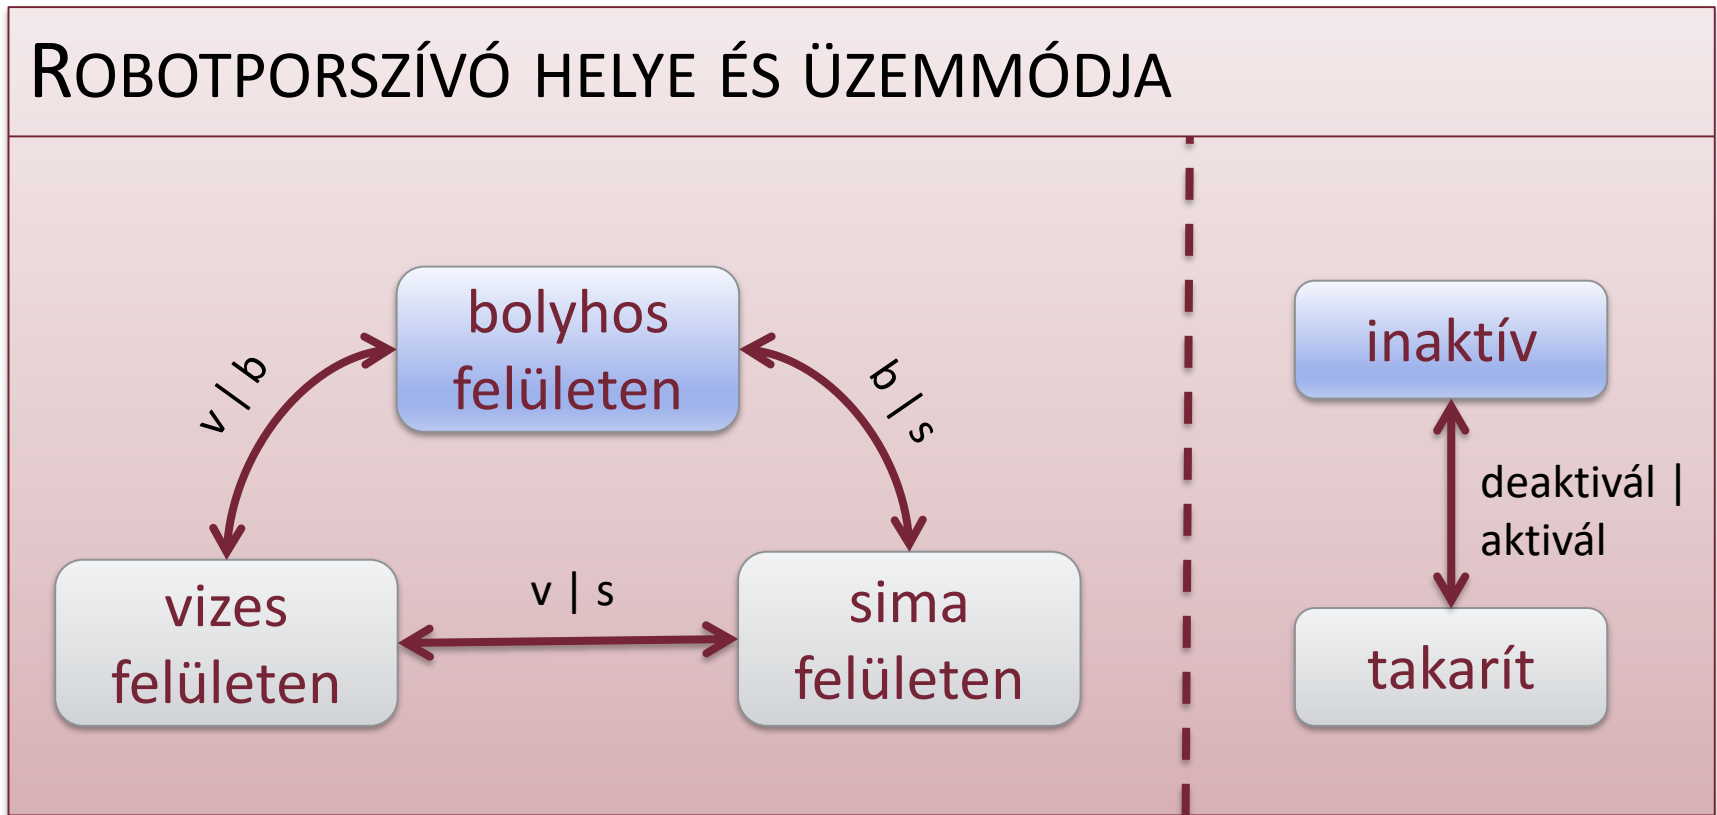 ROBOTPORSZÍVÓ HELYE ÉS ÜZEMMÓDJA
bolyhos
felületen
v | b
b | s
vizes
felületen
v | s
sima
felületen
inaktív
deaktivál |
aktivál
takarít